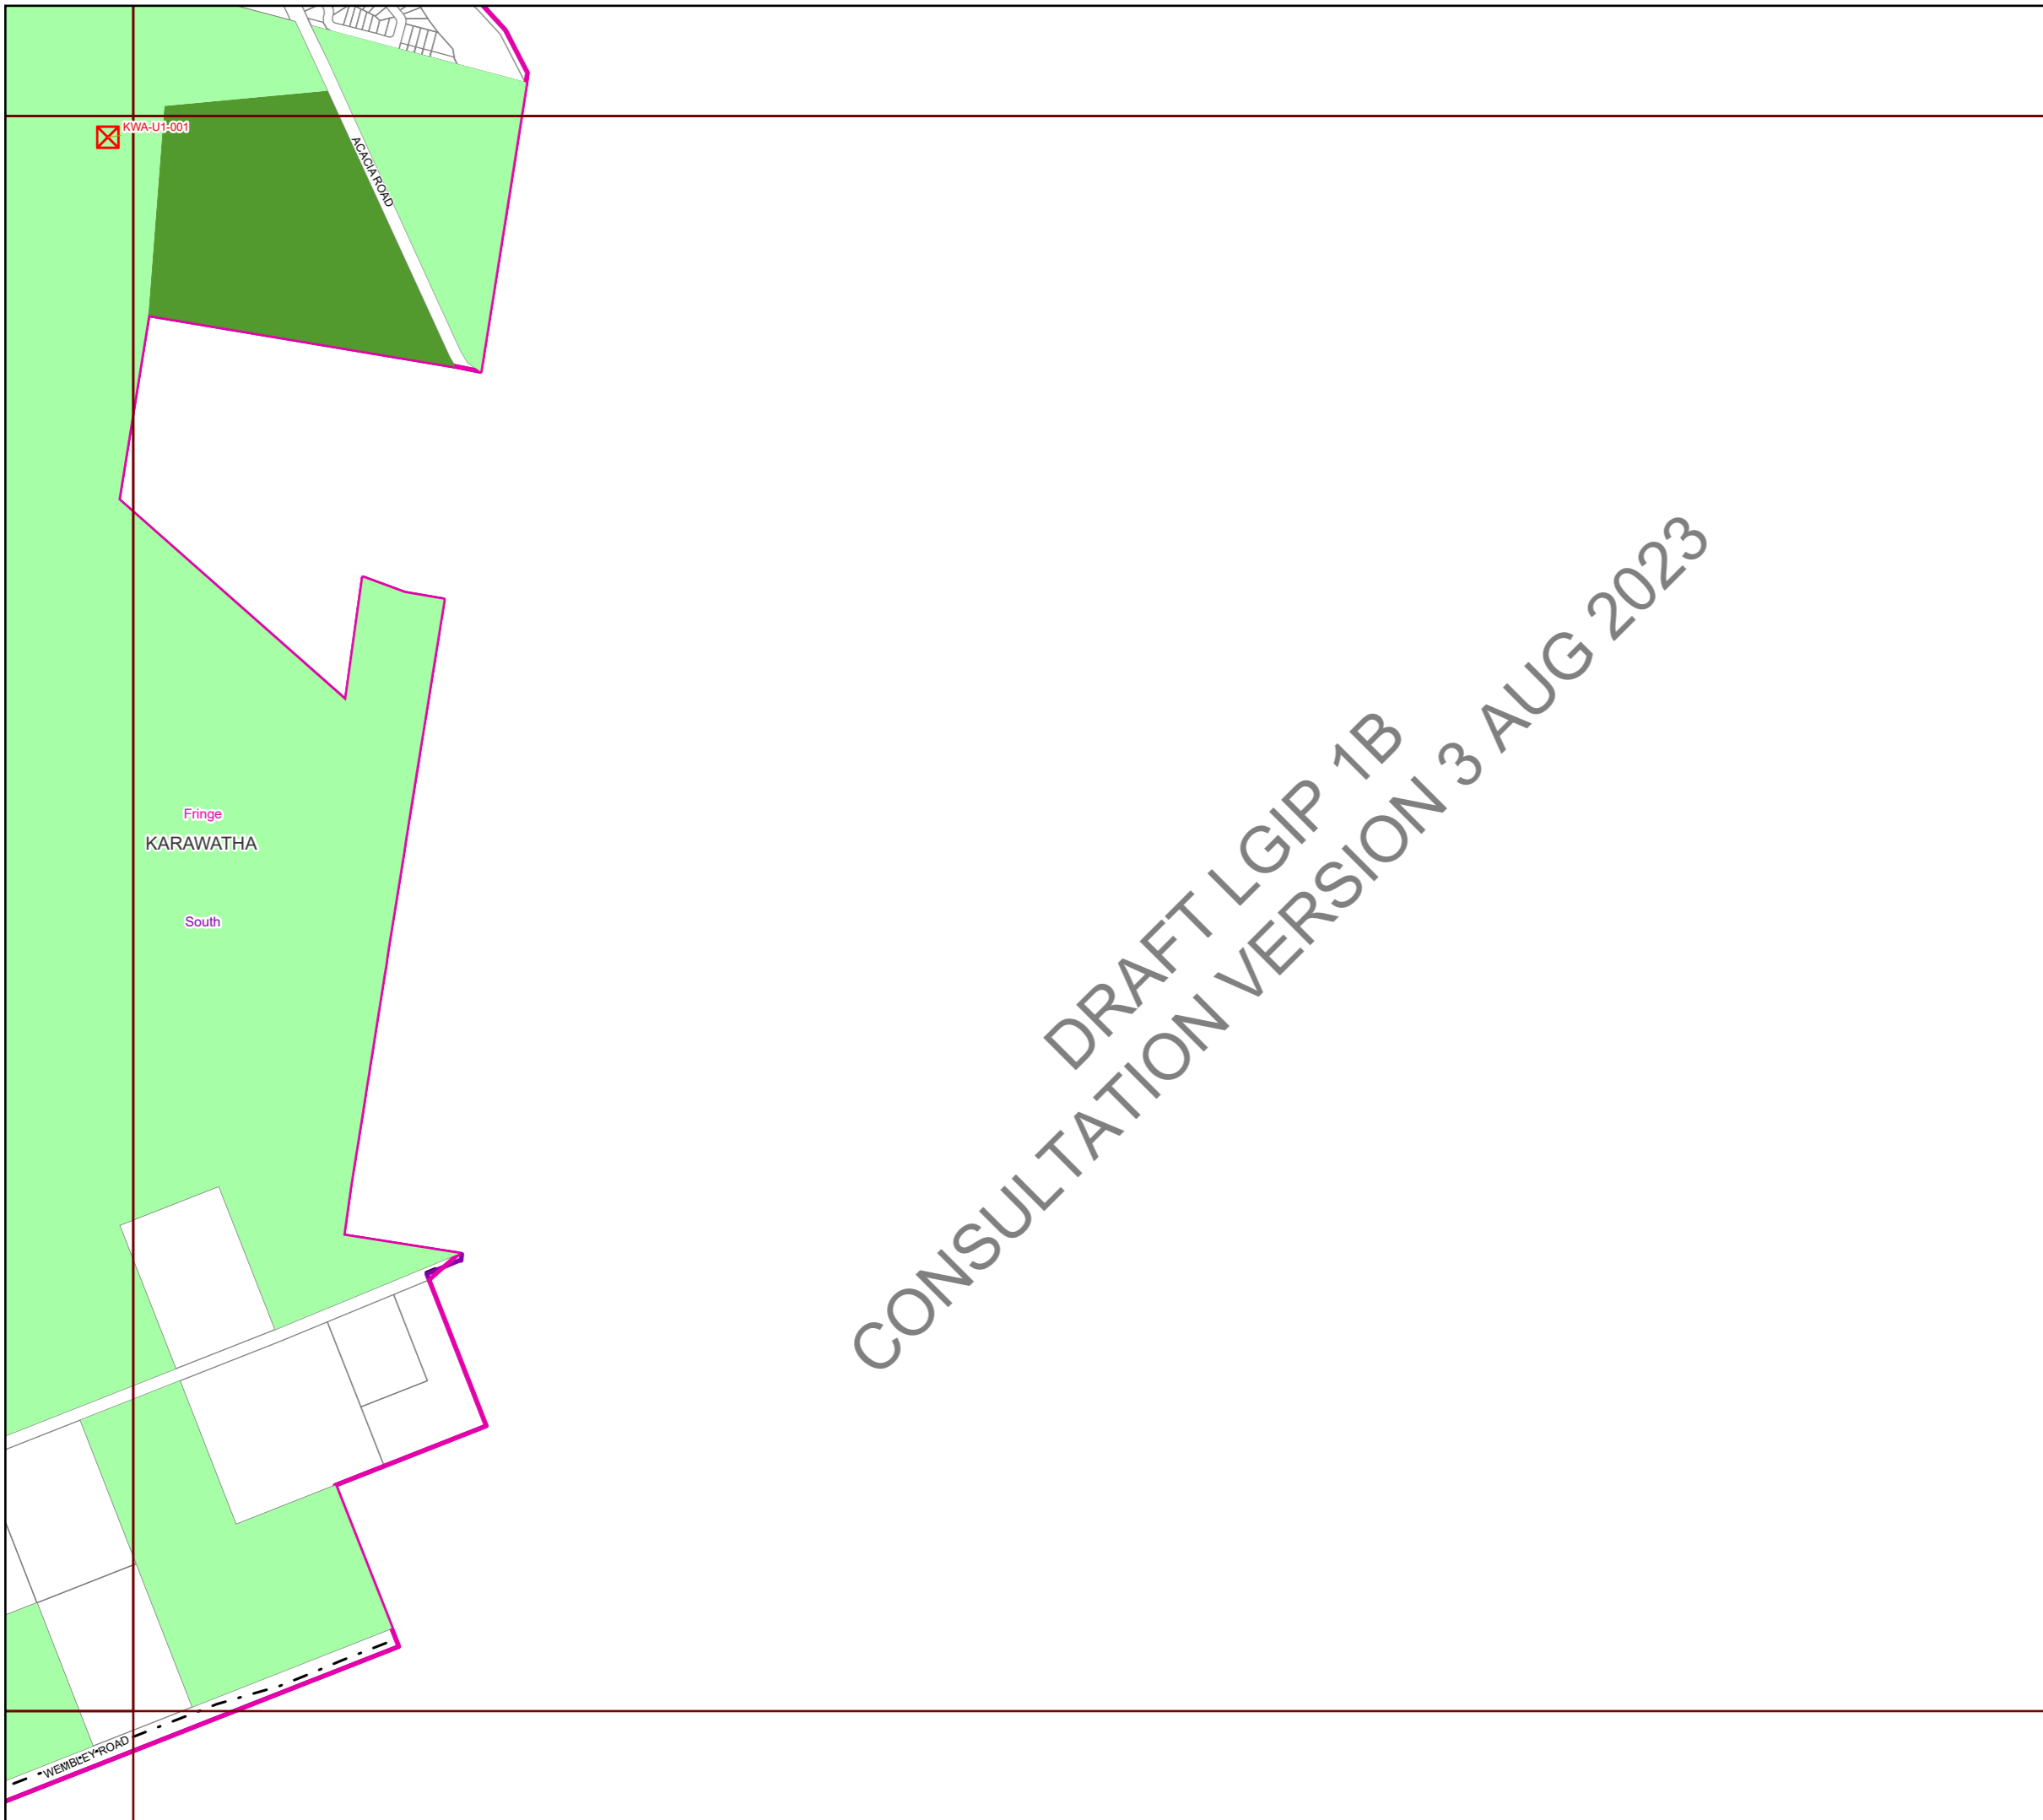 KWA-U1-001
ACACIA ROAD
Fringe
KARAWATHA
South
DRAFT LGIP 1B
CONSULTATION VERSION 3 AUG 2023
WEMBLEY ROAD